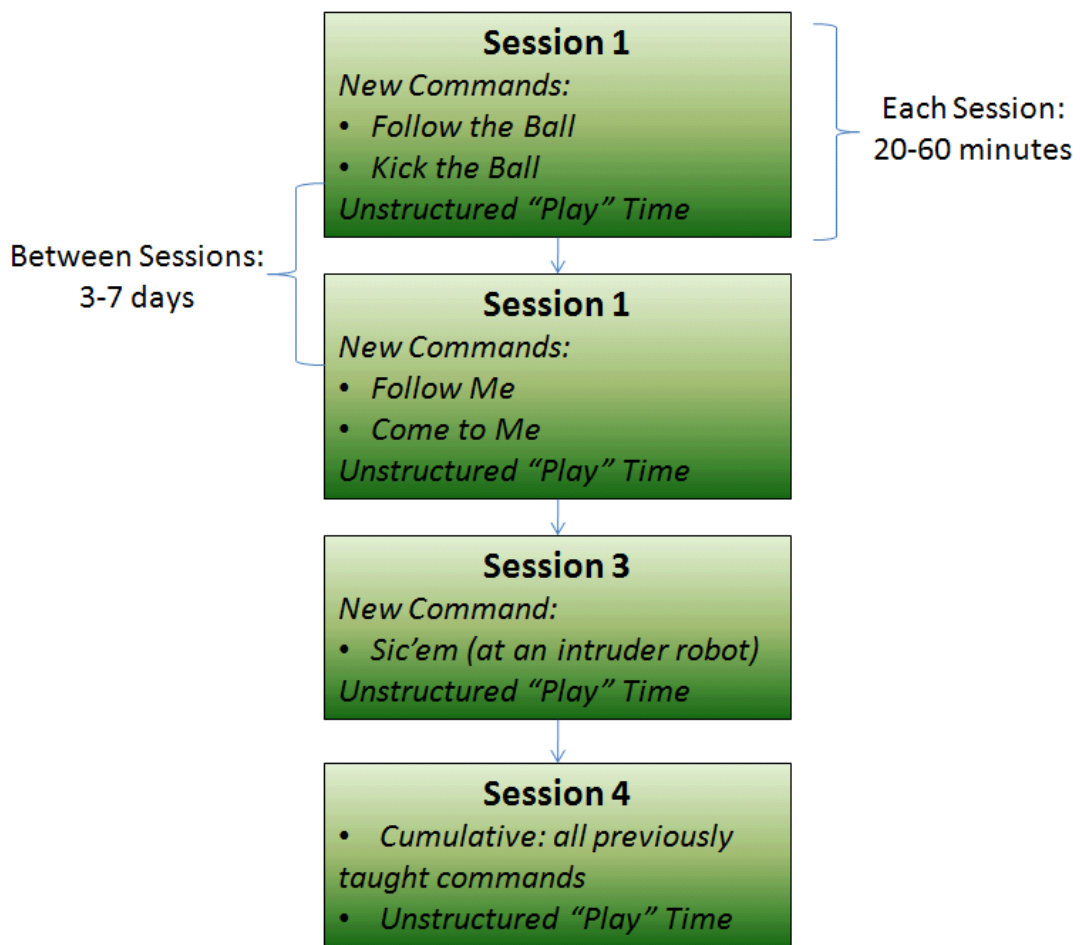 Session 1
New Commands:
• Follow the Ball
• Kick the Ball
Unstructured “Play” Time
Each Session:
20-60 minutes
Between Sessions:
3-7 days
Session 1
New Commands:
• Follow Me
• Come to Me
Unstructured “Play” Time
Session 3
New Command:
• Sic’em (at an intruder robot)
Unstructured “Play” Time
Session 4
• Cumulative: all previously
taught commands
• Unstructured “Play” Time